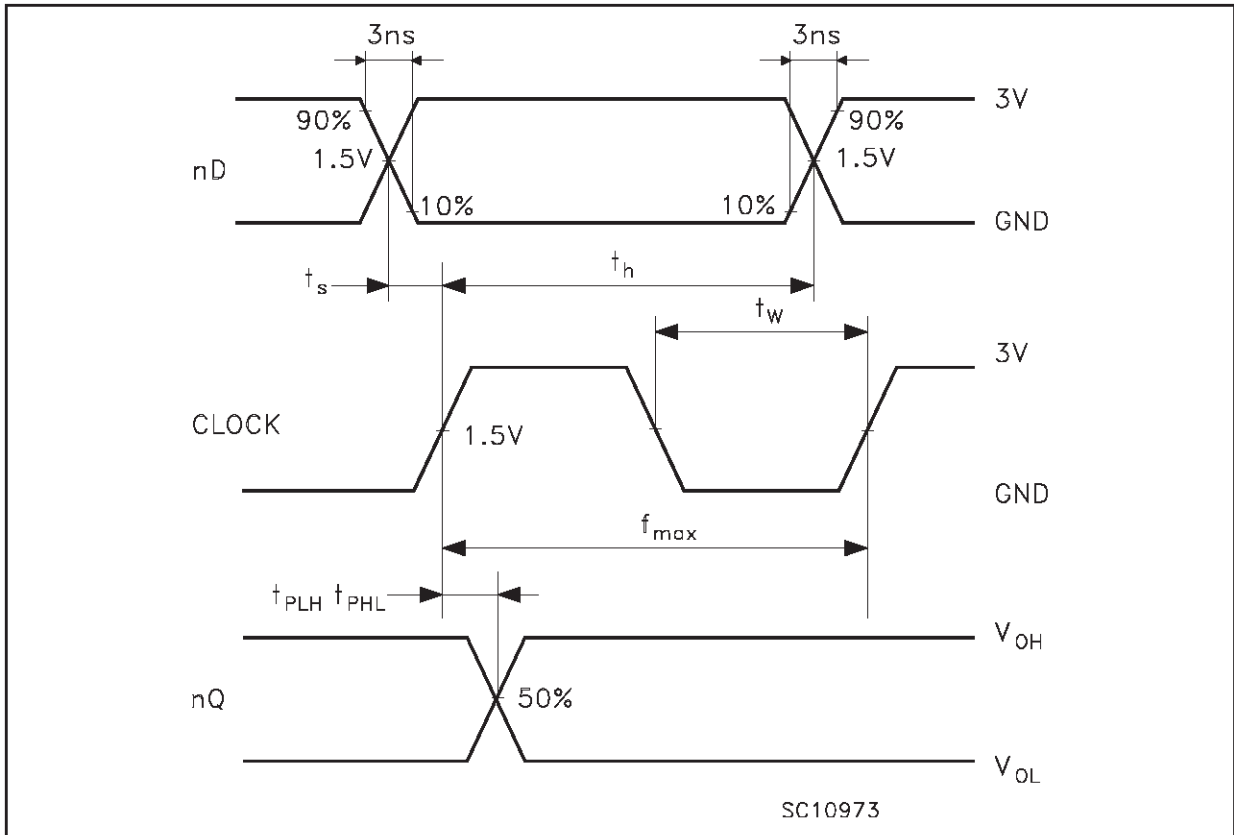 3ns 3ns
3V
90% 90%
nD 1.5V 1.5V
10% 10%
GND
ts th
tW
3V
CLOCK 1.5V
GND
fmax
tPLH tPHL
VOH
nQ 50%
VOL
SC10973